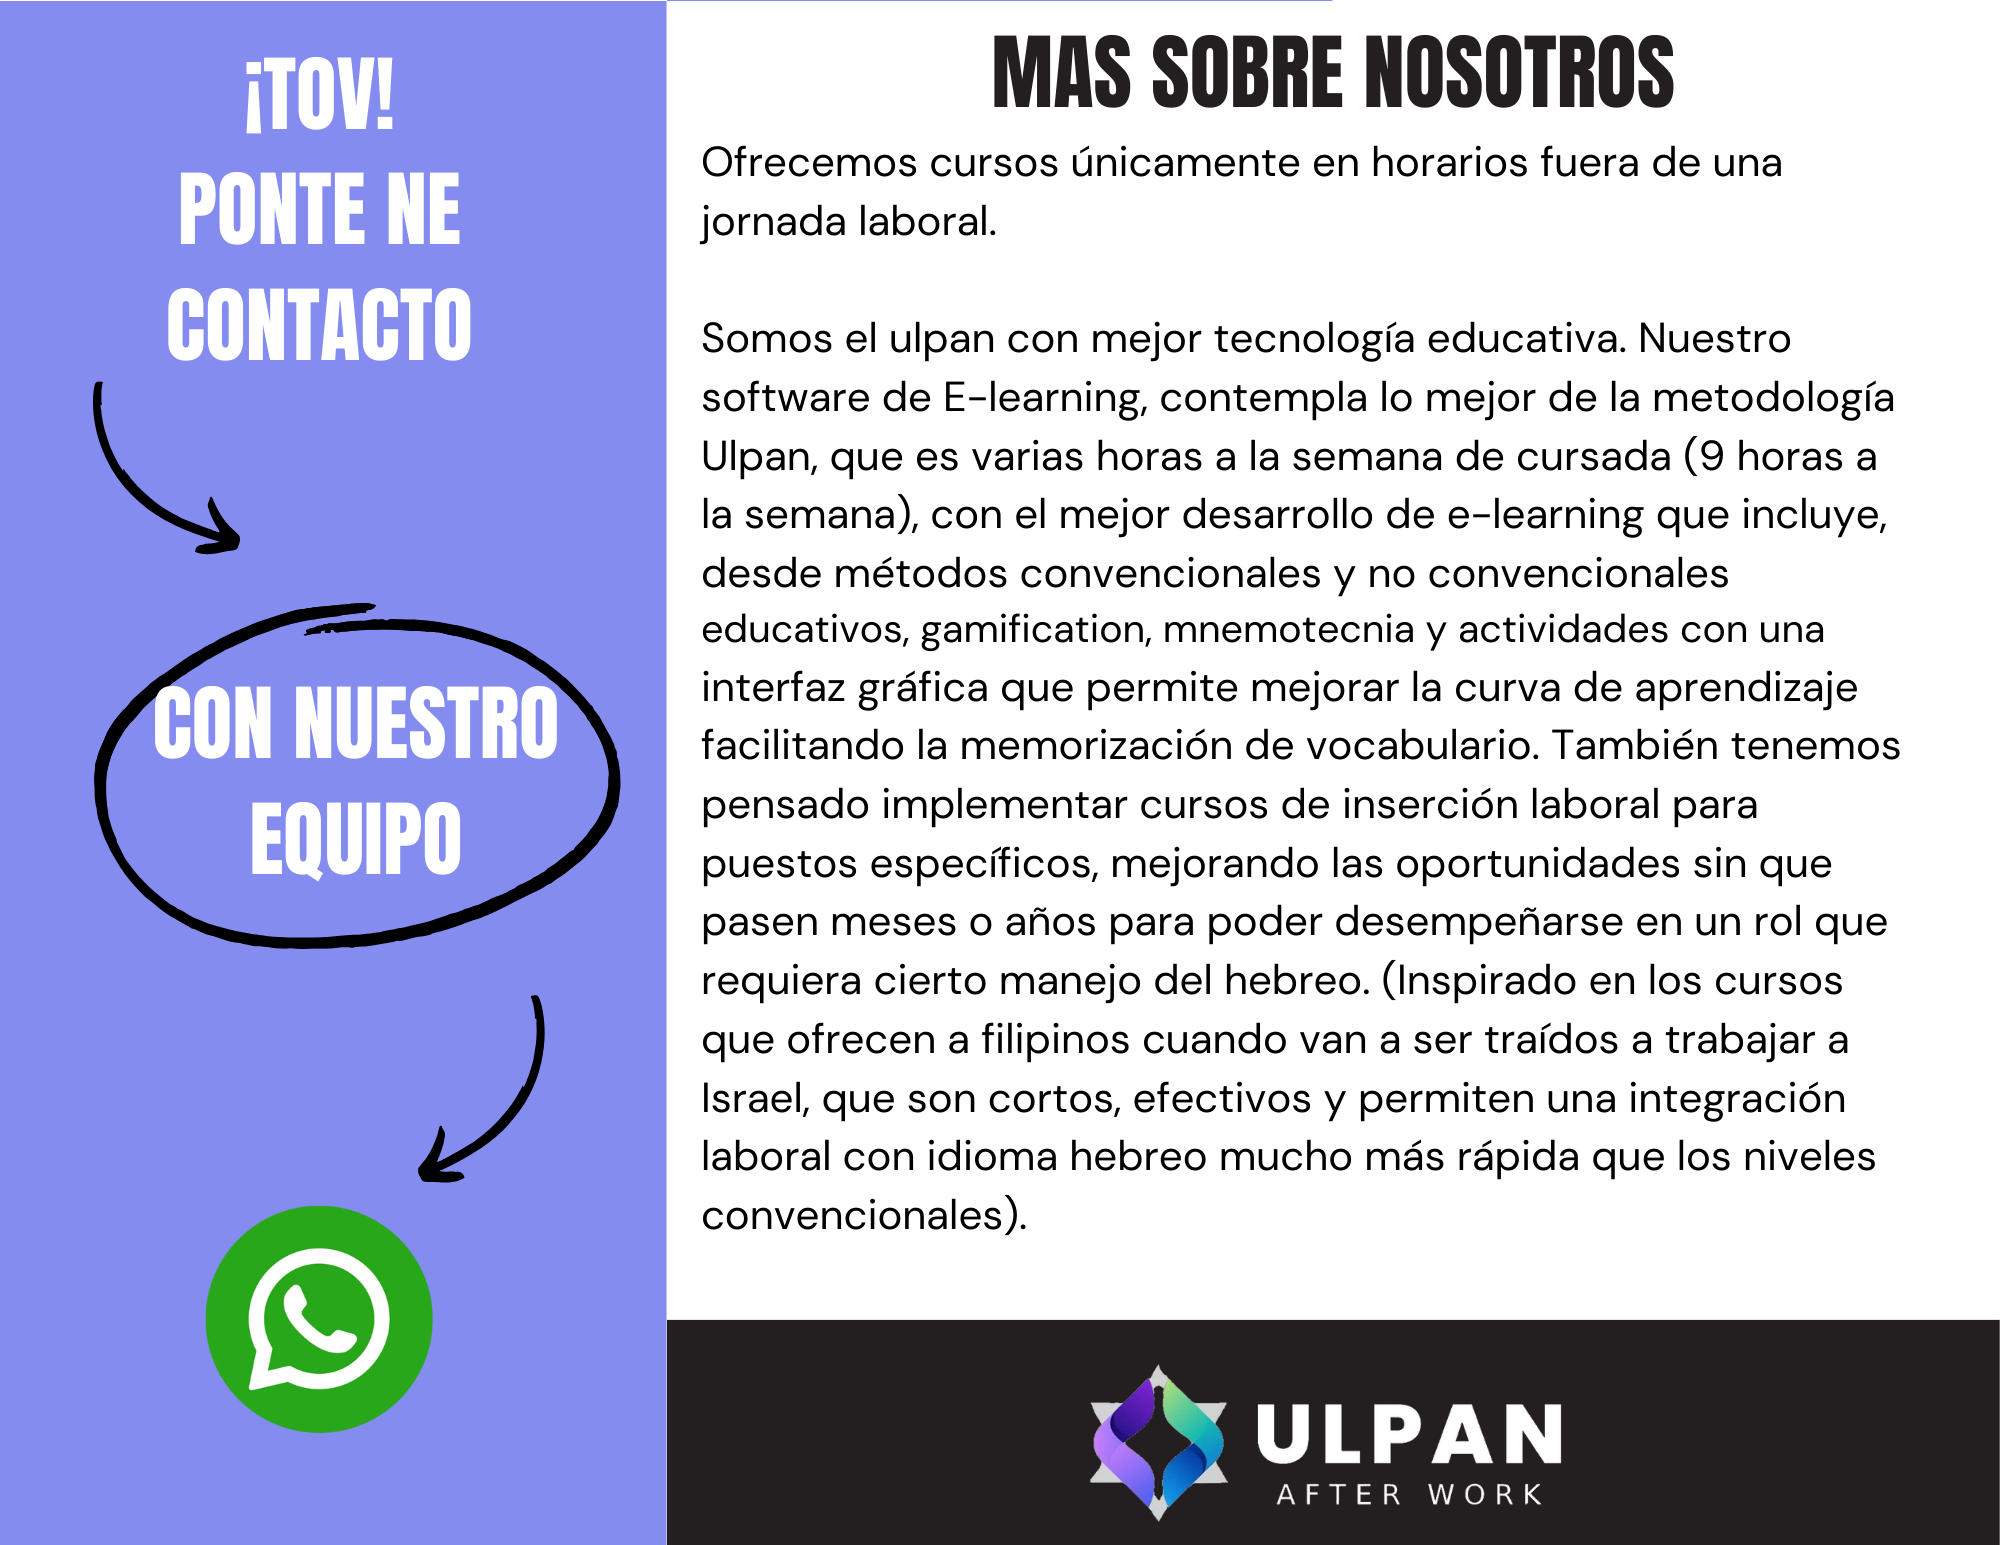 ¡TOV!
PONTE NE
CONTACTO
CON NUESTRO
EQUIPO
MAS SOBRE NOSOTROS
Ofrecemos cursos únicamente en horarios fuera de una
jornada laboral.
Somos el ulpan con mejor tecnología educativa. Nuestro
software de E-learning, contempla lo mejor de la metodología
Ulpan, que es varias horas a la semana de cursada (9 horas a
la semana), con el mejor desarrollo de e-learning que incluye,
desde métodos convencionales y no convencionales
educativos, gamification, mnemotecnia y actividades con una
interfaz gráfica que permite mejorar la curva de aprendizaje
facilitando la memorización de vocabulario. También tenemos
pensado implementar cursos de inserción laboral para
puestos específicos, mejorando las oportunidades sin que
pasen meses o años para poder desempeñarse en un rol que
requiera cierto manejo del hebreo. (Inspirado en los cursos
que ofrecen a filipinos cuando van a ser traídos a trabajar a
Israel, que son cortos, efectivos y permiten una integración
laboral con idioma hebreo mucho más rápida que los niveles
convencionales).
ULPAN
AFTER WORK